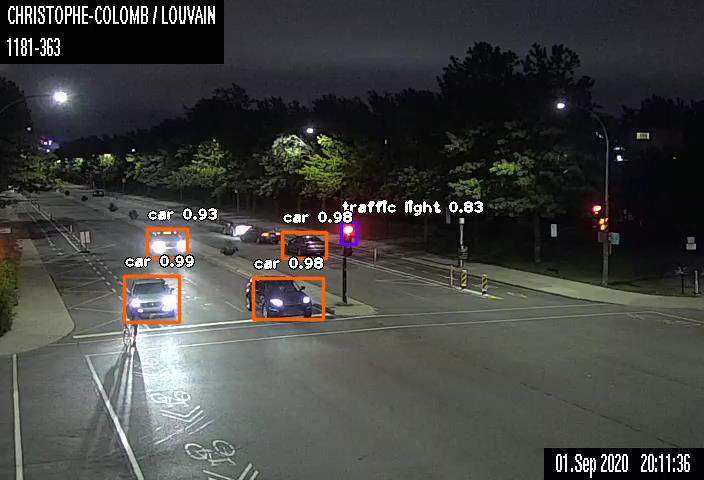 CHRISTOPHE-COLOMB / LOUVAIN
1181-363
traffic light 0.83
car 0.93
car 0.98
car 0.99
car 0.98
01.Sep 2020 20:11:36